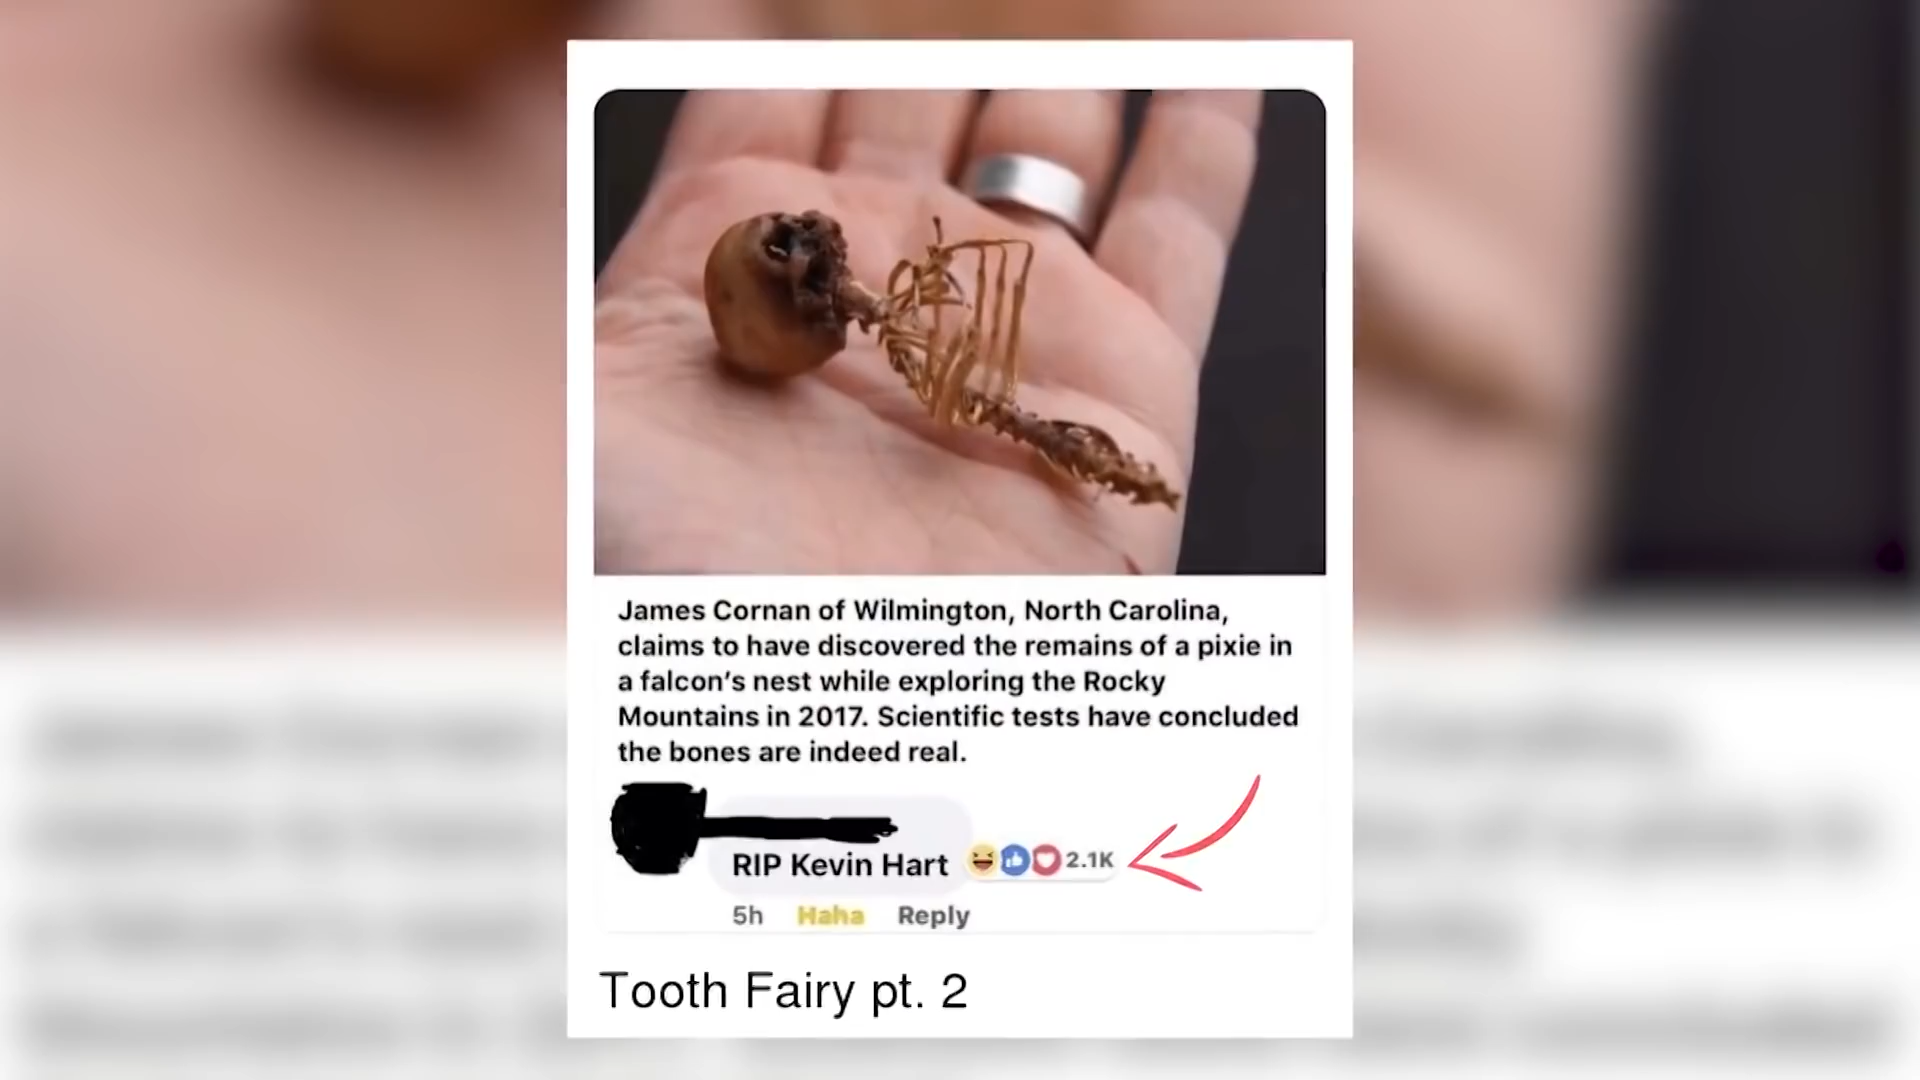 James Cornan of Wilmington, North Carolina,
claims to have discovered the remains of a pixie in
a falcon's nest while exploring the Rocky
Mountains in 2017. Scientific tests have concluded
the bones are indeed real.
RIP Kevin Hart 2.1K
5h Haha Reply
Tooth Fairy pt. 2